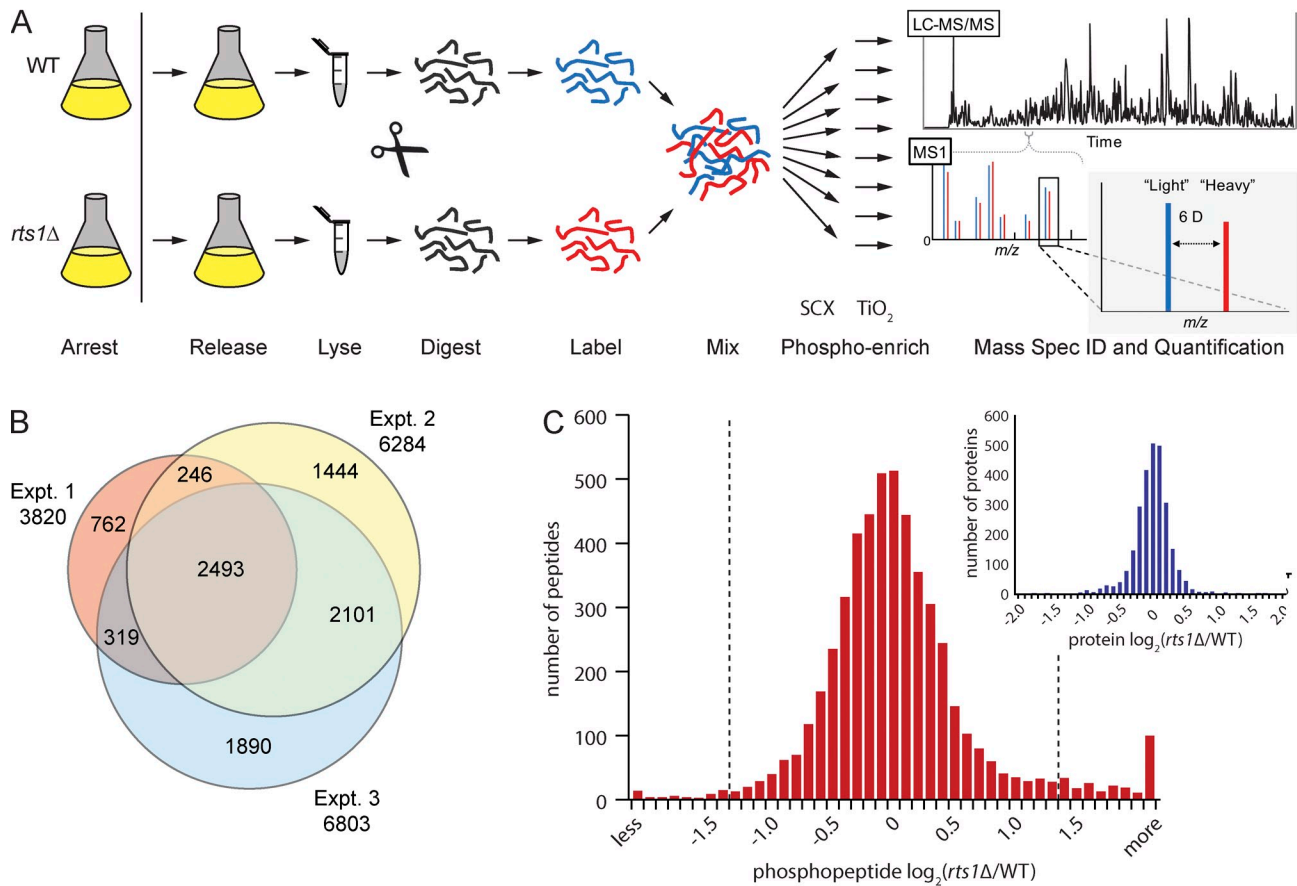 A
WT
rts1Δ
LC-MS/MS
Time
MS1
0
m/z
“Light” “Heavy”
6 D
m/z
SCX TiO₂
Arrest Release Lyse Digest Label Mix Phospho-enrich Mass Spec ID and Quantification
B
Expt. 1
3820
Expt. 2
6284
Expt. 3
6803
246
1444
762
2493
319
2101
1890
C
number of peptides
600
500
400
300
200
100
0
less -1.5 -1.0 -0.5 0 0.5 1.0 1.5 more
phosphopeptide log₂(rts1Δ/WT)
number of proteins
600
500
400
300
200
100
0
-2.0 -1.5 -1.0 -0.5 0 0.5 1.0 1.5 2.0
protein log₂(rts1Δ/WT)